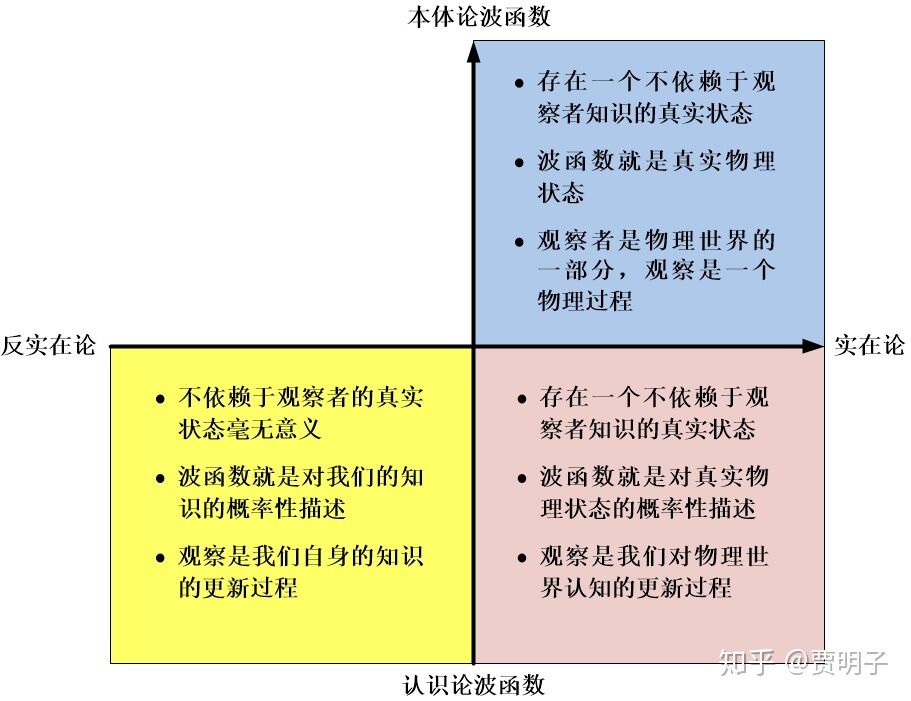 本体论波函数
• 存在一个不依赖于观
察者知识的真实状态
• 波函数就是真实物理
状态
• 观察者是物理世界的
一部分，观察是一个
物理过程
反实在论
实在论
• 不依赖于观察者的真实
状态毫无意义
• 波函数就是对我们的知
识的概率性描述
• 观察是我们自身的知识
的更新过程
• 存在一个不依赖于观
察者知识的真实状态
• 波函数就是对真实物
理状态的概率性描述
• 观察是我们对物理世
界认知的更新过程
知乎 @贾明子
认识论波函数